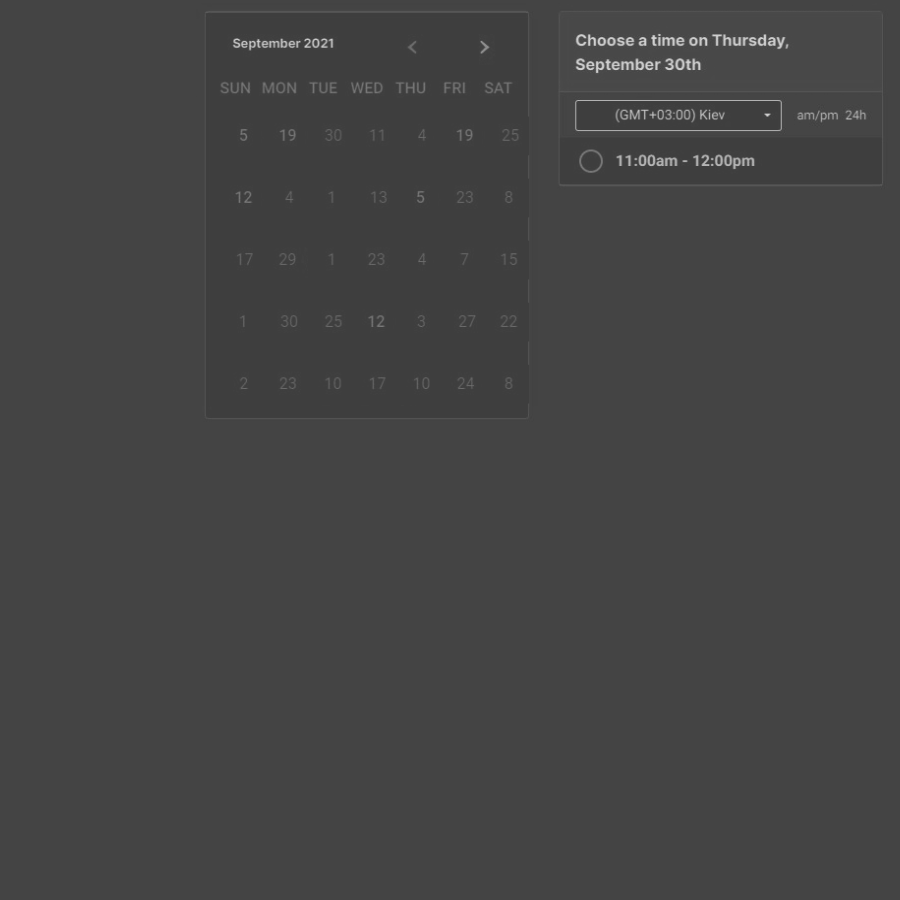 September 2021
SUN MON TUE WED THU FRI SAT
5 19 30 11 4 19 25
12 4 1 13 5 23 8
17 29 1 23 4 7 15
1 30 25 12 3 27 22
2 23 10 17 10 24 8
Choose a time on Thursday,
September 30th
(GMT+03:00) Kiev am/pm 24h
11:00am - 12:00pm